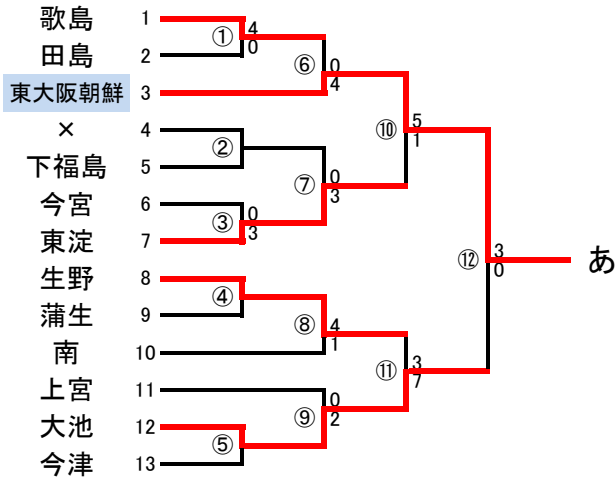 歌島 1
田島 2
① 4
0
東大阪朝鮮 3
⑥ 0
4
× 4
下福島 5
②
⑩ 5
1
今宮 6
東淀 7
③ 0
3
⑦ 0
3
生野 8
蒲生 9
④
⑫ 3
0
あ
南 10
⑧ 4
1
上宮 11
⑪ 3
7
大池 12
今津 13
⑤
⑨ 0
2